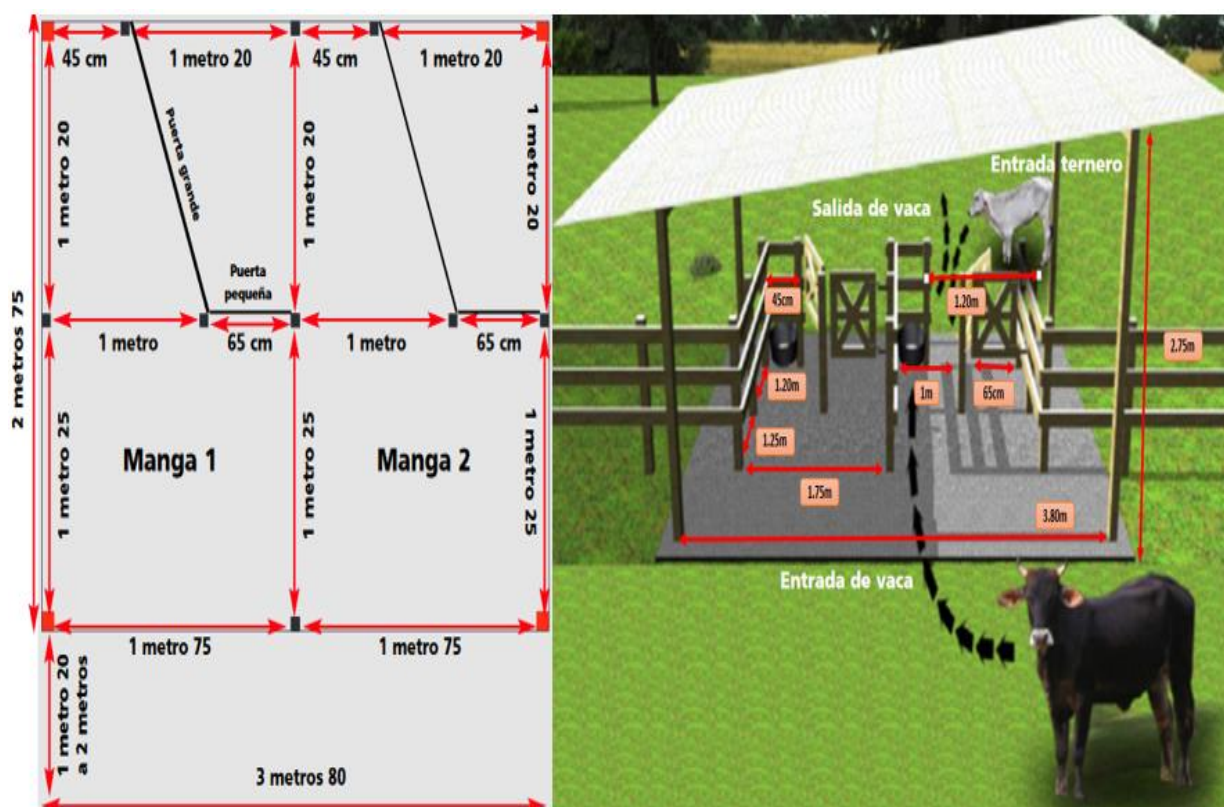 45 cm
1 metro 20
45 cm
1 metro 20
1 metro 20
Puerta grande
1 metro 20
1 metro 20
Puerta
pequeña
2 metros 75
1 metro
65 cm
1 metro
65 cm
1 metro 25
Manga 1
1 metro 25
Manga 2
1 metro 25
1 metro 75
1 metro 75
1 metro 20
a 2 metros
3 metros 80
Entrada ternero
Salida de vaca
45cm
1.20m
2.75m
1.20m
1m
65cm
1.25m
1.75m
3.80m
Entrada de vaca